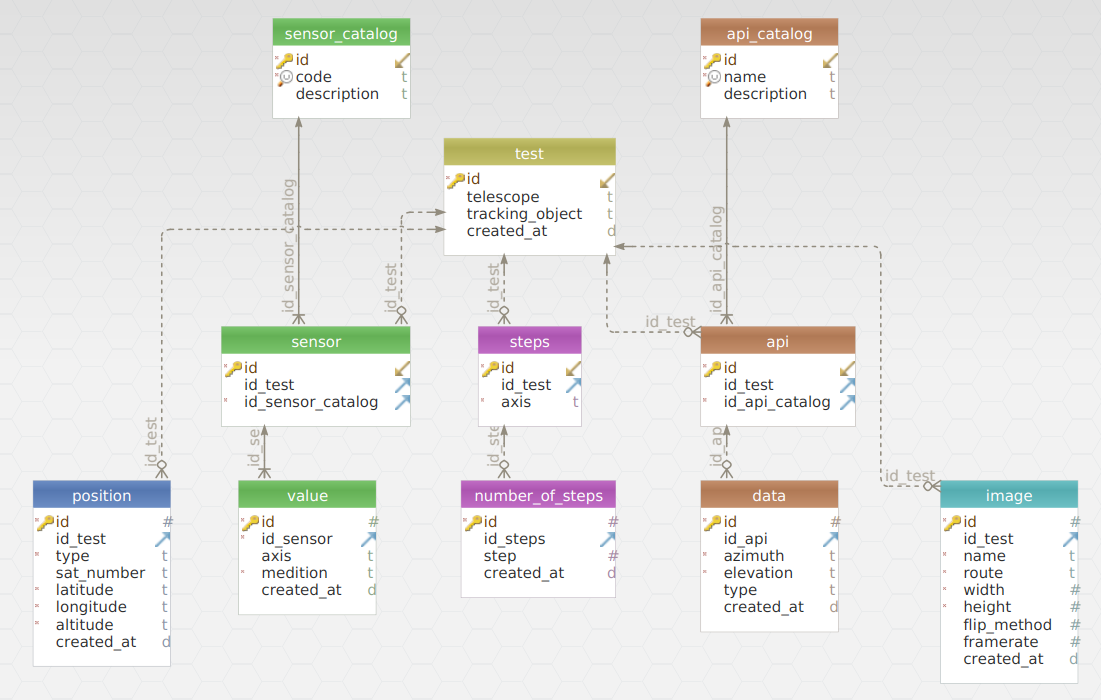 sensor_catalog
id
code t
description t
api_catalog
id
name t
description t
test
id
telescope t
tracking_object t
created_at d
id_sensor_catalog
id_test
id_test
id_test
id_api_catalog
id_test
sensor
id
id_test
id_sensor_catalog
steps
id
id_test
axis t
api
id
id_test
id_api_catalog
id_test
id_se
id_ste
id_ap
id_test
position
id #
id_test
type t
sat_number t
latitude t
longitude t
altitude t
created_at d
value
id #
id_sensor
axis t
medition t
created_at d
number_of_steps
id #
id_steps
step #
created_at d
data
id #
id_api
azimuth t
elevation t
type t
created_at d
image
id #
id_test
name t
route t
width #
height #
flip_method #
framerate #
created_at d